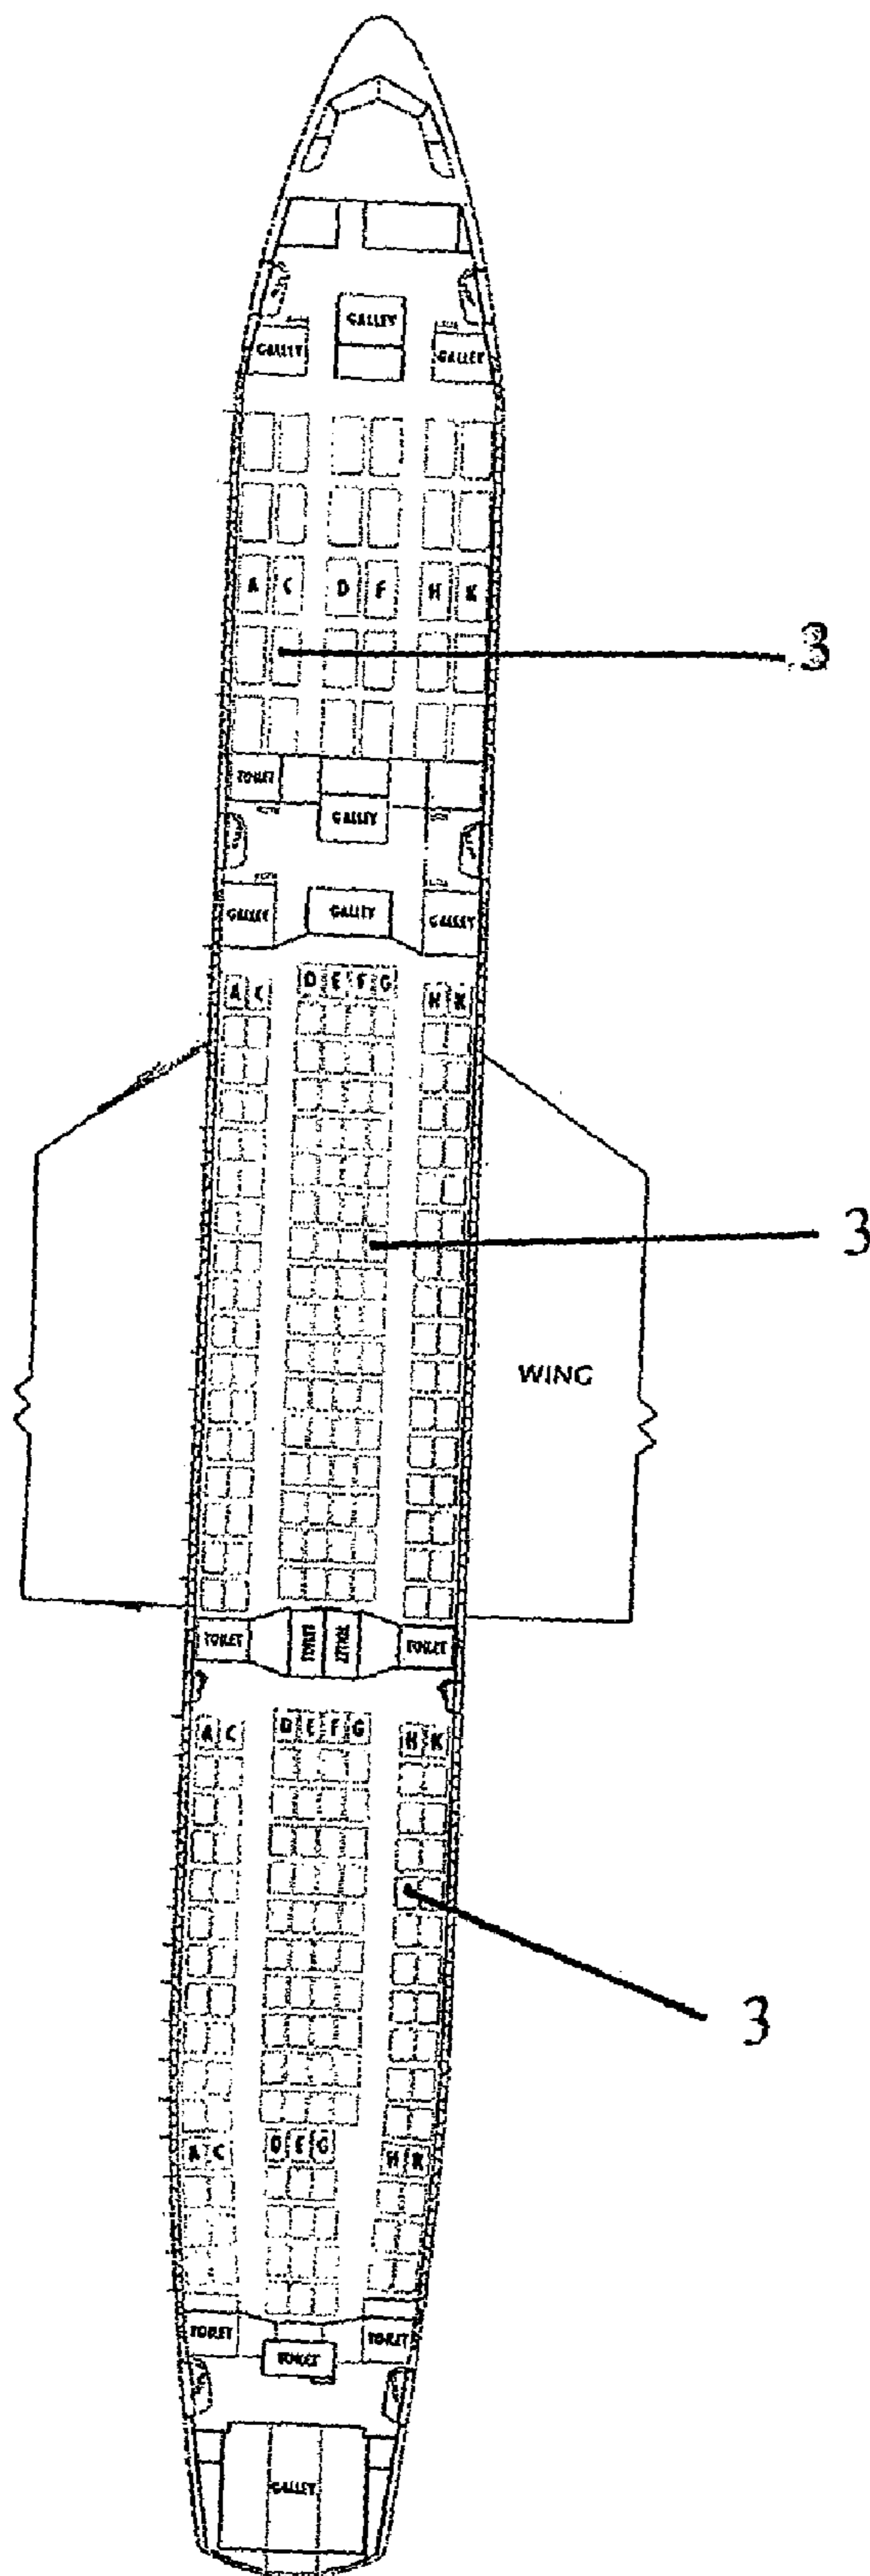 GALLEY
GALLEY GALLEY
A C D F H K
3
TOILET
GALLEY
GALLEY GALLEY GALLEY
A C D E F G H K
3
WING
TOILET TOILET TOILET TOILET
A C D E F G H K
3
A C D E G H K
TOILET TOILET TOILET
GALLEY